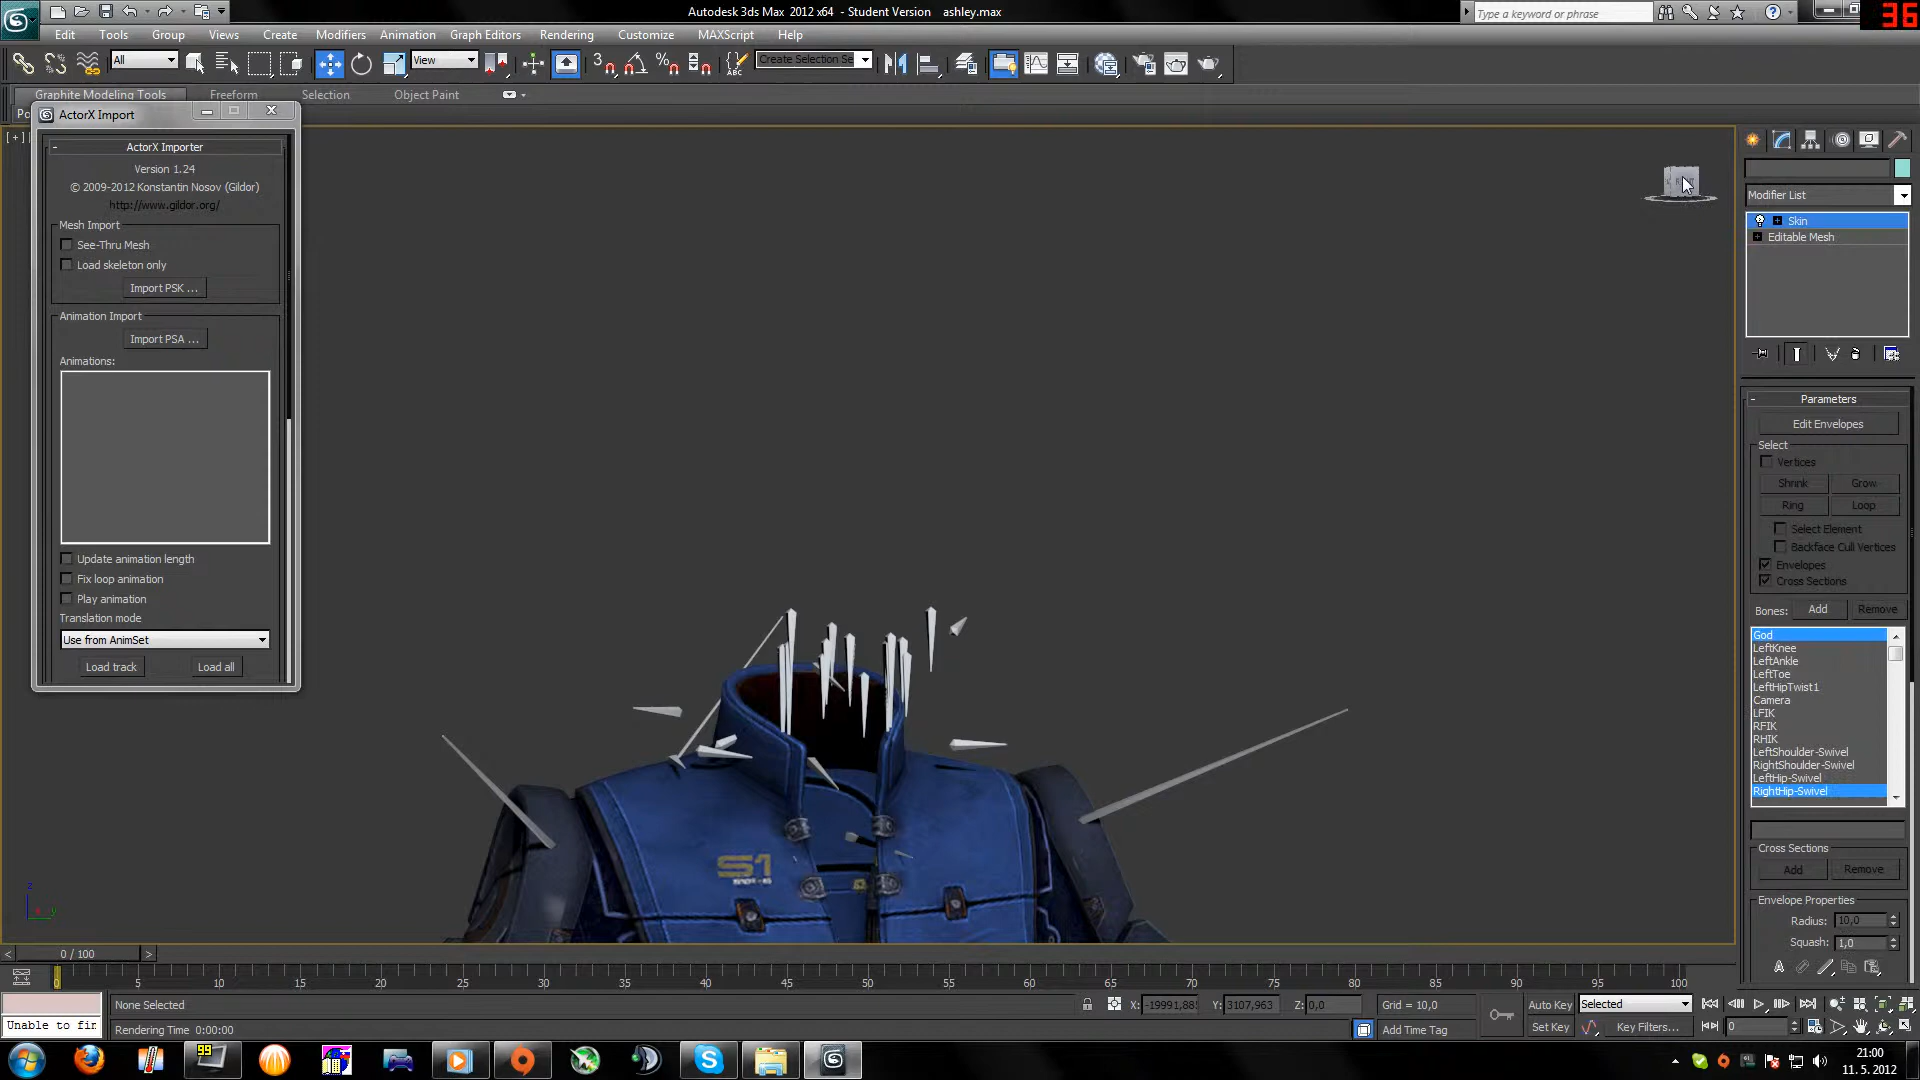 Autodesk 3ds Max 2012 x64 - Student Version ashley.max
Type a keyword or phrase
36
Edit Tools Group Views Create Modifiers Animation Graph Editors Rendering Customize MAXScript Help
All
View
3
Create Selection Se
Graphite Modeling Tools Freeform Selection Object Paint
Po
ActorX Import
[ + ]
- ActorX Importer
Version 1.24
© 2009-2012 Konstantin Nosov (Gildor)
http://www.gildor.org/
Mesh Import
See-Thru Mesh
Load skeleton only
Import PSK ...
Animation Import
Import PSA ...
Animations:
Update animation length
Fix loop animation
Play animation
Translation mode
Use from AnimSet
Load track Load all
Modifier List
Skin
Editable Mesh
- Parameters
Edit Envelopes
Select
Vertices
Shrink Grow
Ring Loop
Select Element
Backface Cull Vertices
Envelopes
Cross Sections
Bones: Add Remove
God
LeftKnee
LeftAnkle
LeftToe
LeftHipTwist1
Camera
LFIK
RFIK
RHIK
LeftShoulder-Swivel
RightShoulder-Swivel
LeftHip-Swivel
RightHip-Swivel
Cross Sections
Add Remove
Envelope Properties
Radius: 10,0
Squash: 1,0
S1
z
x y
< 0 / 100 >
0 5 10 15 20 25 30 35 40 45 50 55 60 65 70 75 80 85 90 95 100
None Selected
X: -19991,88 Y: 3107,963 Z: 0,0
Grid = 10,0
Auto Key
Selected
Unable to fir
Rendering Time 0:00:00
Add Time Tag
Set Key
Key Filters...
0
99
21:00
11. 5. 2012